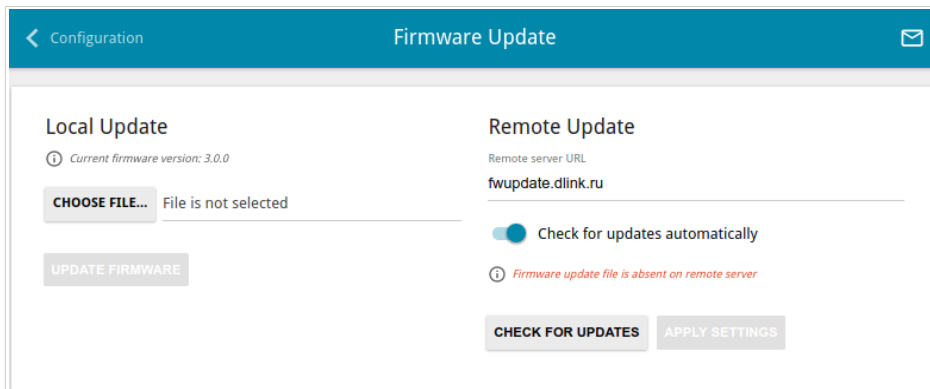 Configuration
Firmware Update
Local Update
Current firmware version: 3.0.0
CHOOSE FILE...
File is not selected
UPDATE FIRMWARE
Remote Update
Remote server URL
fwupdate.dlink.ru
Check for updates automatically
Firmware update file is absent on remote server
CHECK FOR UPDATES
APPLY SETTINGS